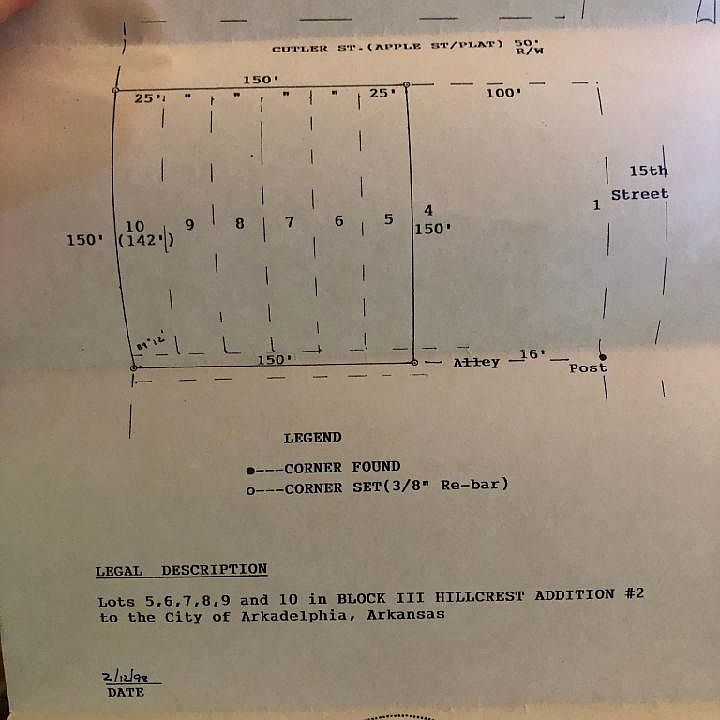 CUTLER ST.(APPLE ST/PLAT) 50'
R/W
150'
25' " " " " 25' 100'
15th
Street
10 9 8 7 6 5 4 1
150' (142') 150'
150'
Alley 16'
Post
LEGEND
●---CORNER FOUND
o---CORNER SET(3/8" Re-bar)
LEGAL DESCRIPTION
Lots 5,6,7,8,9 and 10 in BLOCK III HILLCREST ADDITION #2
to the City of Arkadelphia, Arkansas
DATE